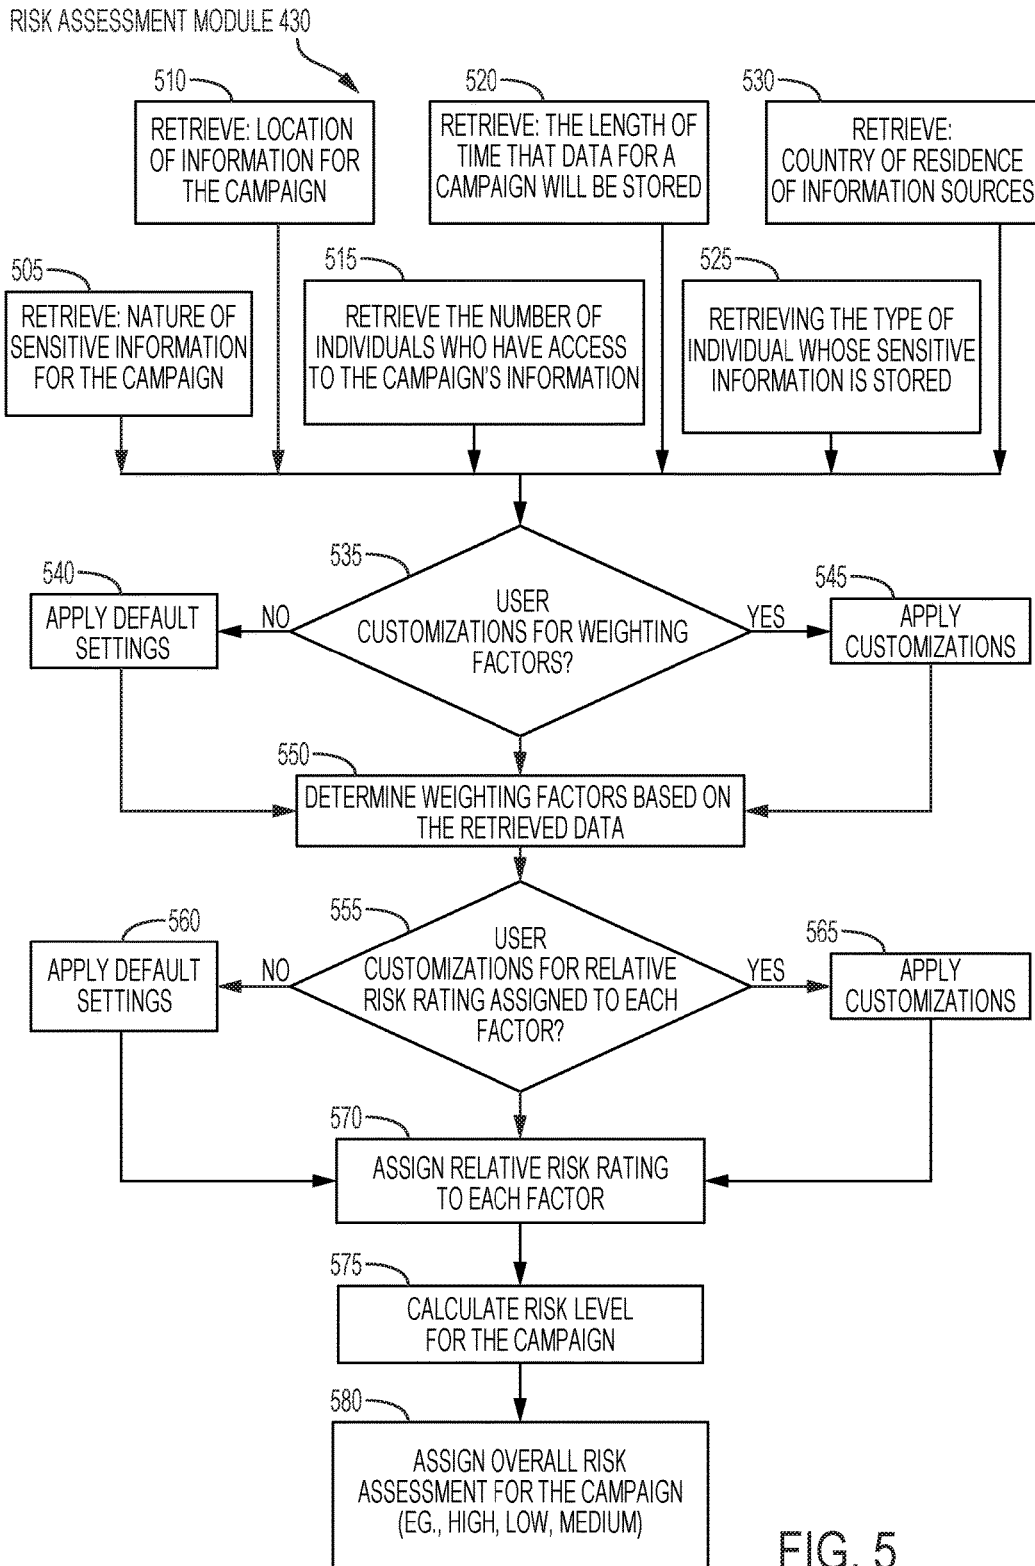 RISK ASSESSMENT MODULE 430
510
RETRIEVE: LOCATION
OF INFORMATION FOR
THE CAMPAIGN
520
RETRIEVE: THE LENGTH OF
TIME THAT DATA FOR A
CAMPAIGN WILL BE STORED
530
RETRIEVE:
COUNTRY OF RESIDENCE
OF INFORMATION SOURCES
505
RETRIEVE: NATURE OF
SENSITIVE INFORMATION
FOR THE CAMPAIGN
515
RETRIEVE THE NUMBER OF
INDIVIDUALS WHO HAVE ACCESS
TO THE CAMPAIGN'S INFORMATION
525
RETRIEVING THE TYPE OF
INDIVIDUAL WHOSE SENSITIVE
INFORMATION IS STORED
535
USER
CUSTOMIZATIONS FOR WEIGHTING
FACTORS?
NO
540
APPLY DEFAULT
SETTINGS
YES
545
APPLY
CUSTOMIZATIONS
550
DETERMINE WEIGHTING FACTORS BASED ON
THE RETRIEVED DATA
555
USER
CUSTOMIZATIONS FOR RELATIVE
RISK RATING ASSIGNED TO EACH
FACTOR?
NO
560
APPLY DEFAULT
SETTINGS
YES
565
APPLY
CUSTOMIZATIONS
570
ASSIGN RELATIVE RISK RATING
TO EACH FACTOR
575
CALCULATE RISK LEVEL
FOR THE CAMPAIGN
580
ASSIGN OVERALL RISK
ASSESSMENT FOR THE CAMPAIGN
(EG., HIGH, LOW, MEDIUM)
FIG. 5